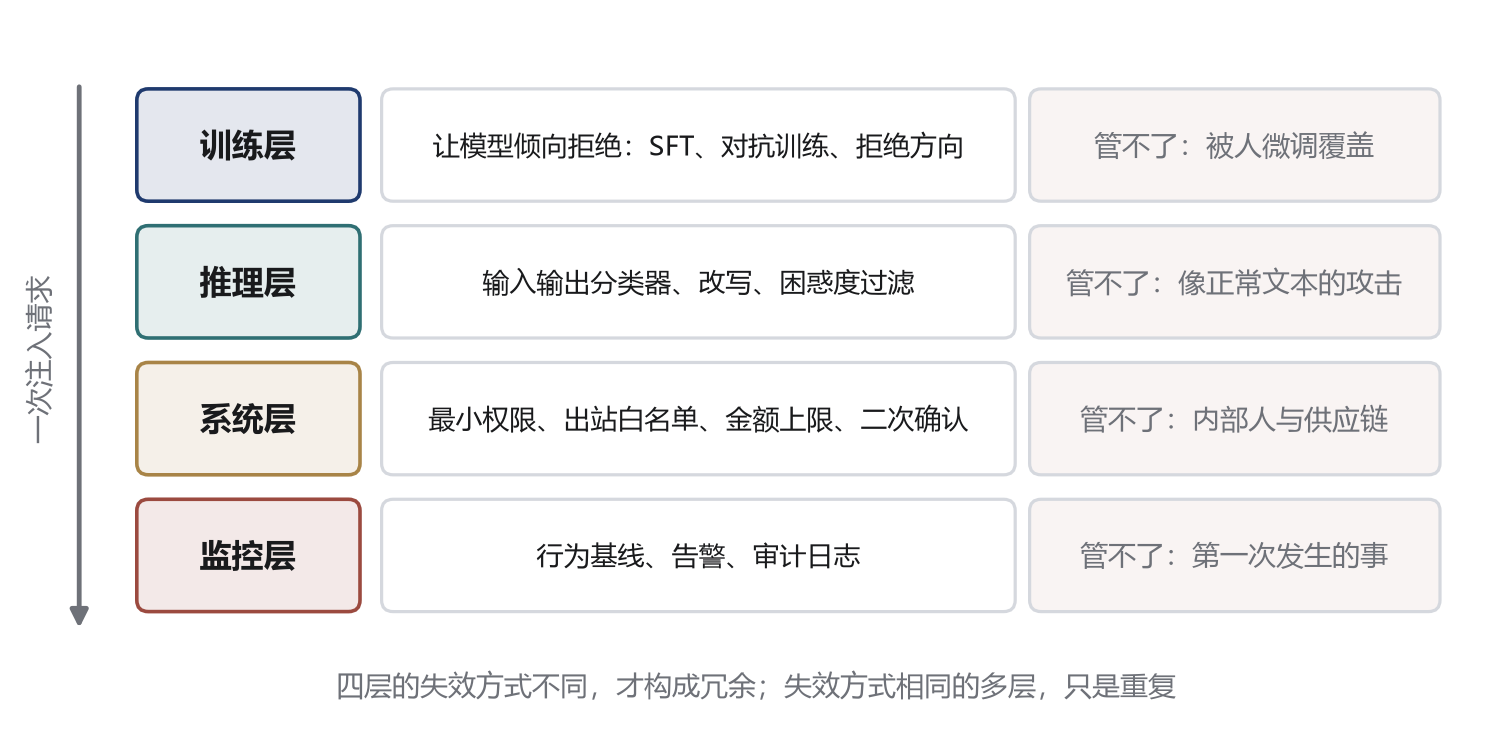 一次注入请求
训练层
让模型倾向拒绝：SFT、对抗训练、拒绝方向
管不了：被人微调覆盖
推理层
输入输出分类器、改写、困惑度过滤
管不了：像正常文本的攻击
系统层
最小权限、出站白名单、金额上限、二次确认
管不了：内部人与供应链
监控层
行为基线、告警、审计日志
管不了：第一次发生的事
四层的失效方式不同，才构成冗余；失效方式相同的多层，只是重复